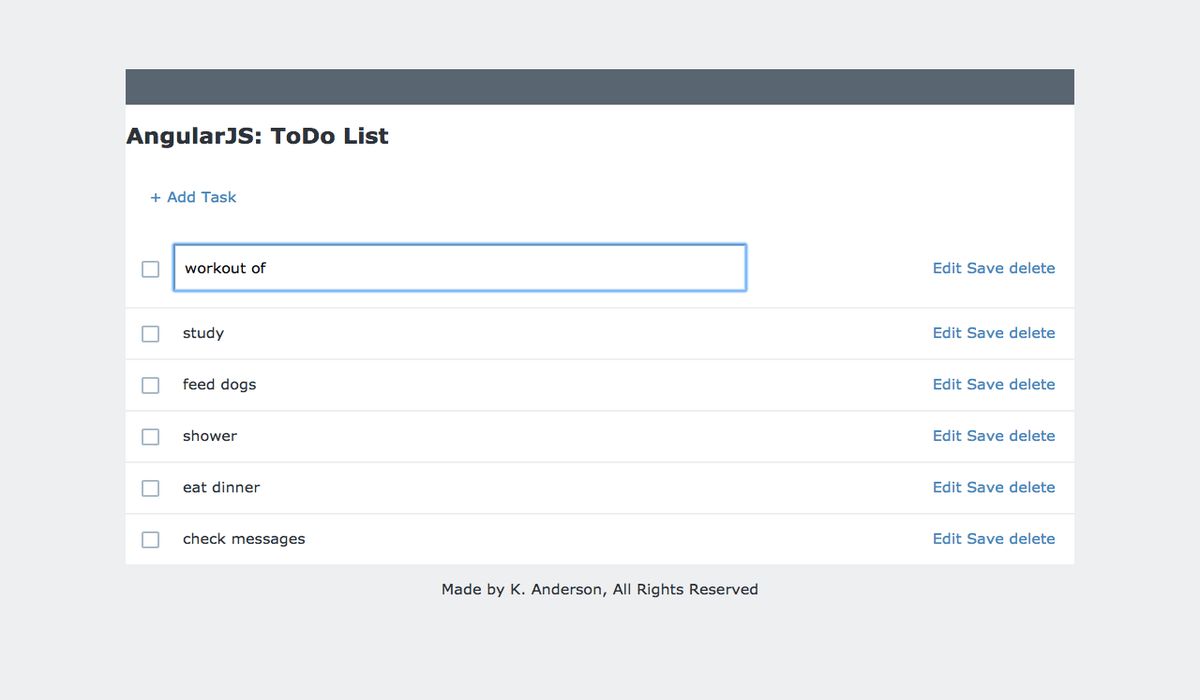 AngularJS: ToDo List
+ Add Task
workout of Edit Save delete
study Edit Save delete
feed dogs Edit Save delete
shower Edit Save delete
eat dinner Edit Save delete
check messages Edit Save delete
Made by K. Anderson, All Rights Reserved